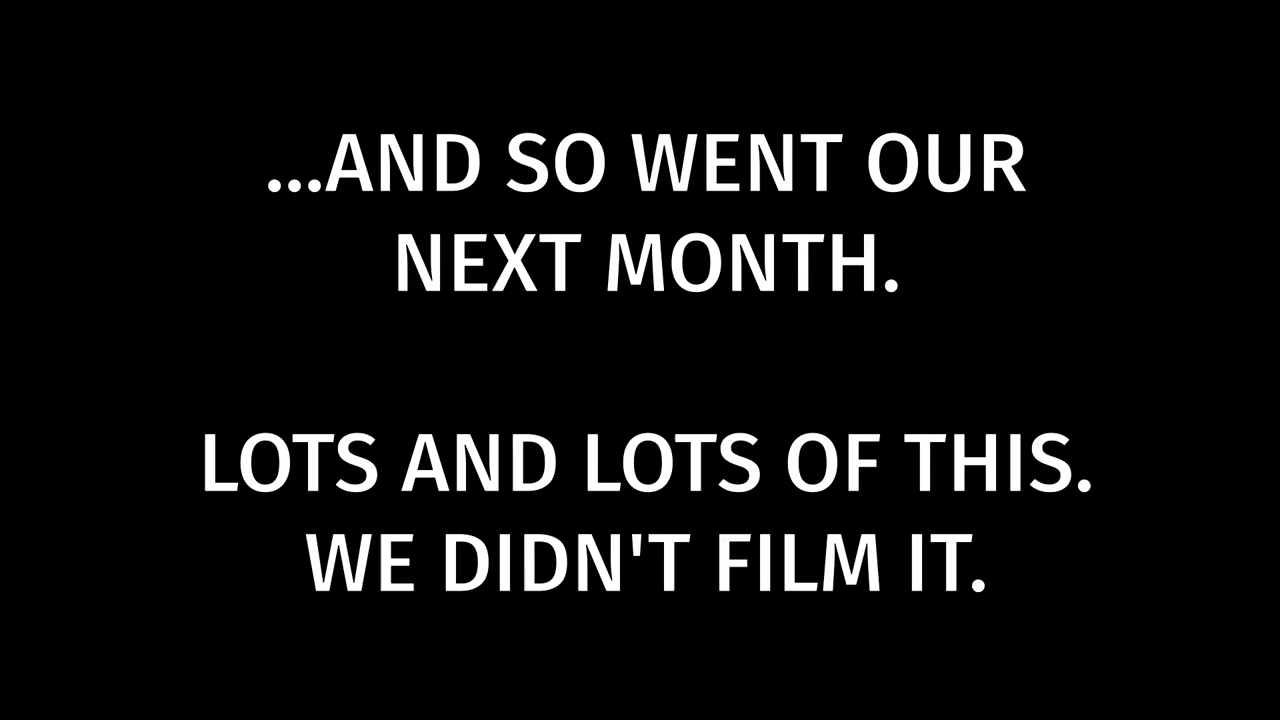 ...AND SO WENT OUR
NEXT MONTH.
LOTS AND LOTS OF THIS.
WE DIDN'T FILM IT.